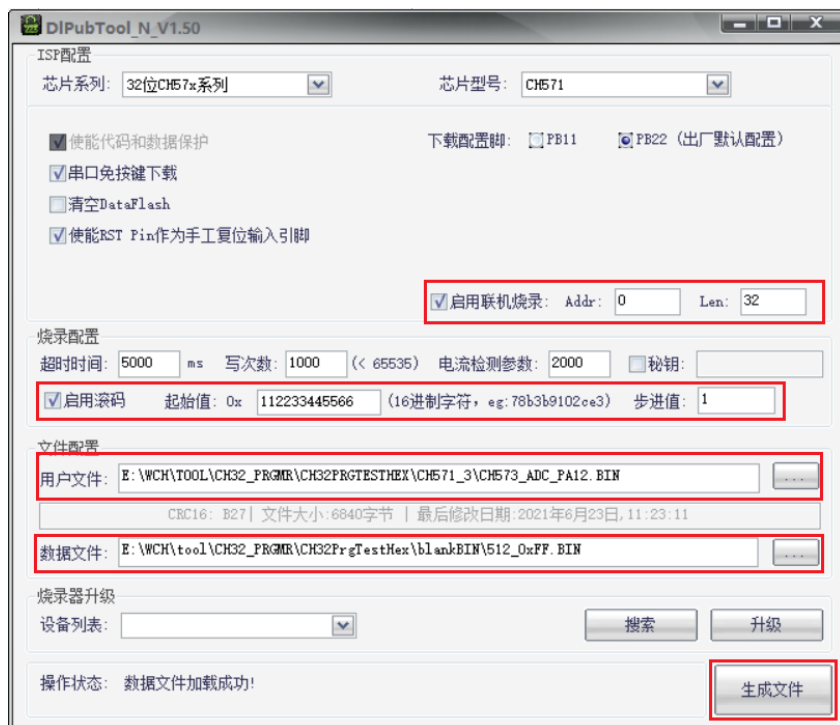 DlPubTool_N_V1.50
ISP配置
芯片系列: 32位CH57x系列 芯片型号: CH571
使能代码和数据保护 下载配置脚: PB11 PB22 (出厂默认配置)
串口免按键下载
清空DataFlash
使能RST Pin作为手工复位输入引脚
启用联机烧录: Addr: 0 Len: 32
烧录配置
超时时间: 5000 ms 写次数: 1000 (< 65535) 电流检测参数: 2000 秘钥:
启用滚码 起始值: 0x 112233445566 (16进制字符, eg:78b3b9102ce3) 步进值: 1
文件配置
用户文件: E:\WCH\TOOL\CH32_PRGMR\CH32PRGTESTHEX\CH571_3\CH573_ADC_PA12.BIN ...
CRC16: B27| 文件大小:6840字节 | 最后修改日期:2021年6月23日,11:23:11
数据文件: E:\WCH\tool\CH32_PRGMR\CH32PrgTestHex\blankBIN\512_0xFF.BIN ...
烧录器升级
设备列表: 搜索 升级
操作状态: 数据文件加载成功! 生成文件